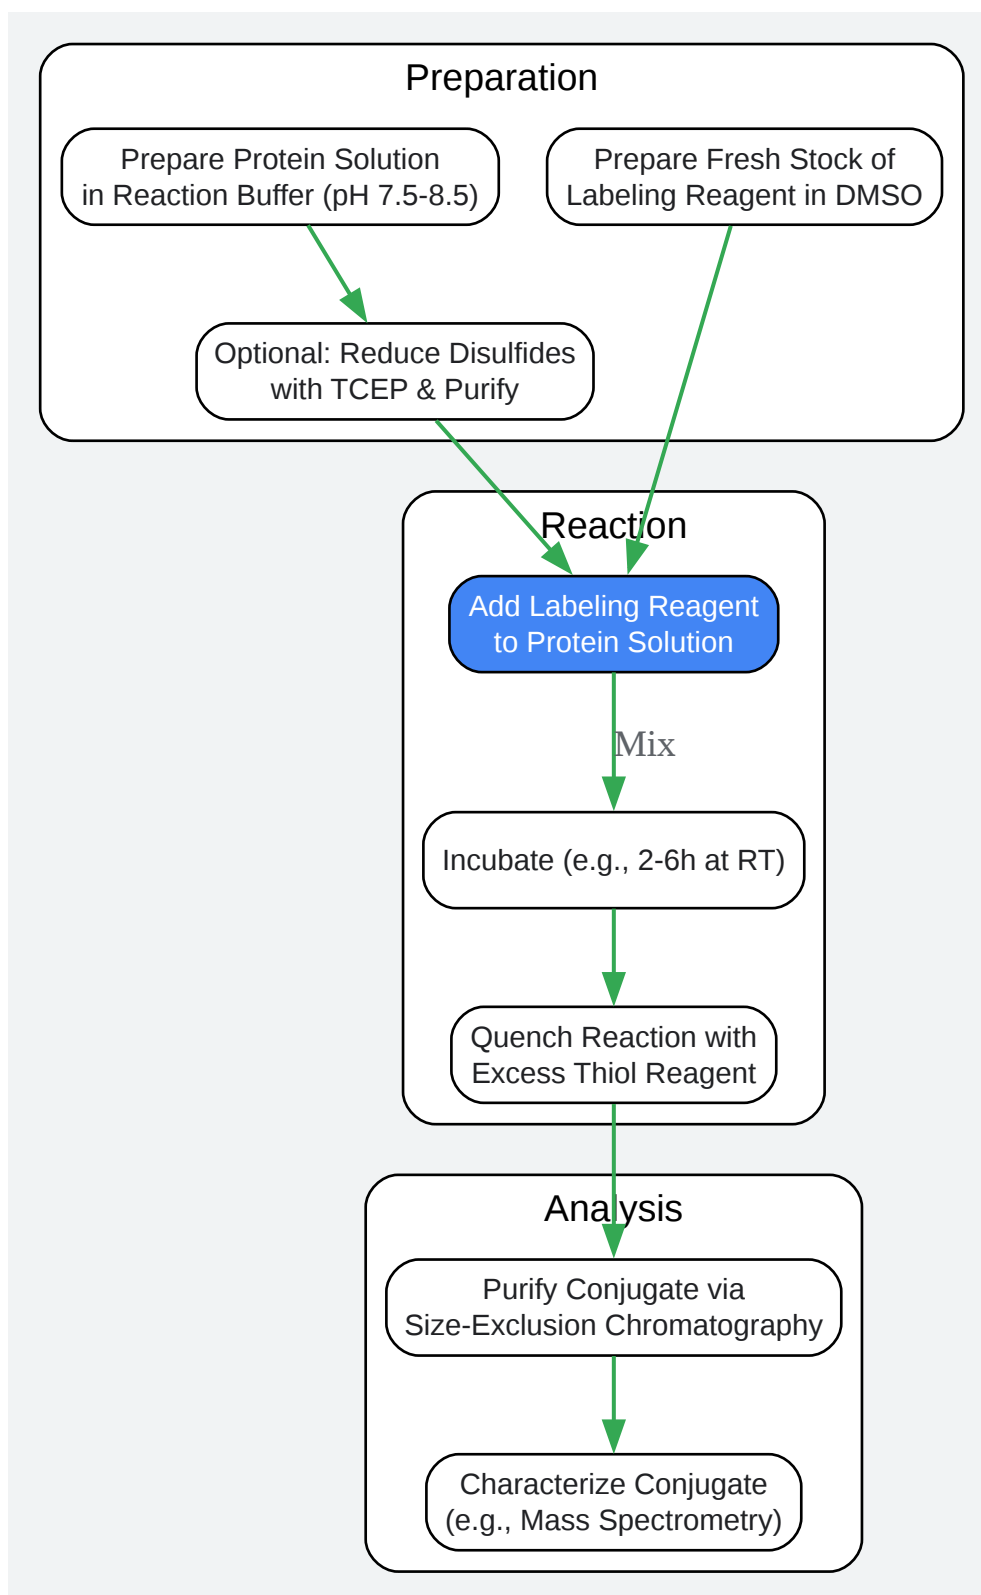 Preparation
Prepare Protein Solution
in Reaction Buffer (pH 7.5-8.5)
Prepare Fresh Stock of
Labeling Reagent in DMSO
Optional: Reduce Disulfides
with TCEP & Purify
Reaction
Add Labeling Reagent
to Protein Solution
Mix
Incubate (e.g., 2-6h at RT)
Quench Reaction with
Excess Thiol Reagent
Analysis
Purify Conjugate via
Size-Exclusion Chromatography
Characterize Conjugate
(e.g., Mass Spectrometry)